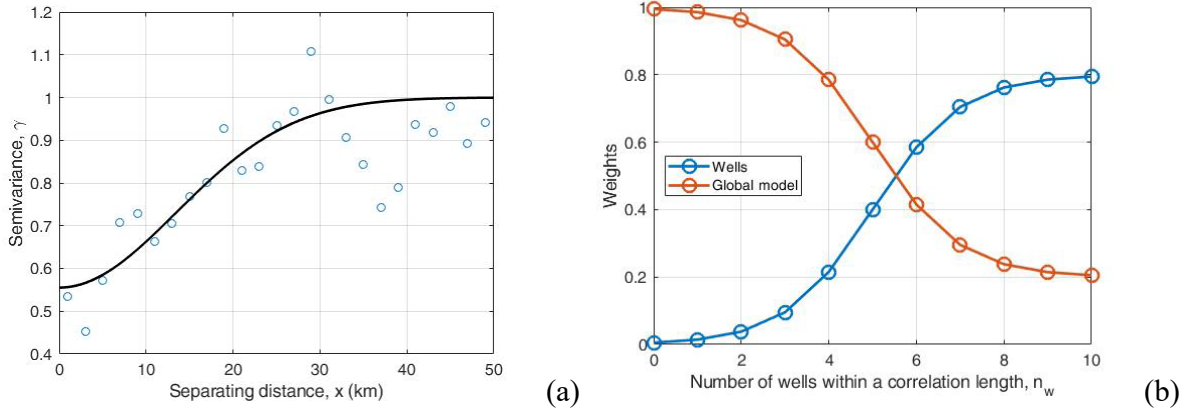 1.2
1.1
1
0.9
0.8
0.7
0.6
0.5
0.4
Semivariance, γ
0 10 20 30 40 50
Separating distance, x (km)
(a)
1
0.8
0.6
0.4
0.2
0
Weights
Wells
Global model
0 2 4 6 8 10
Number of wells within a correlation length, n_w
(b)